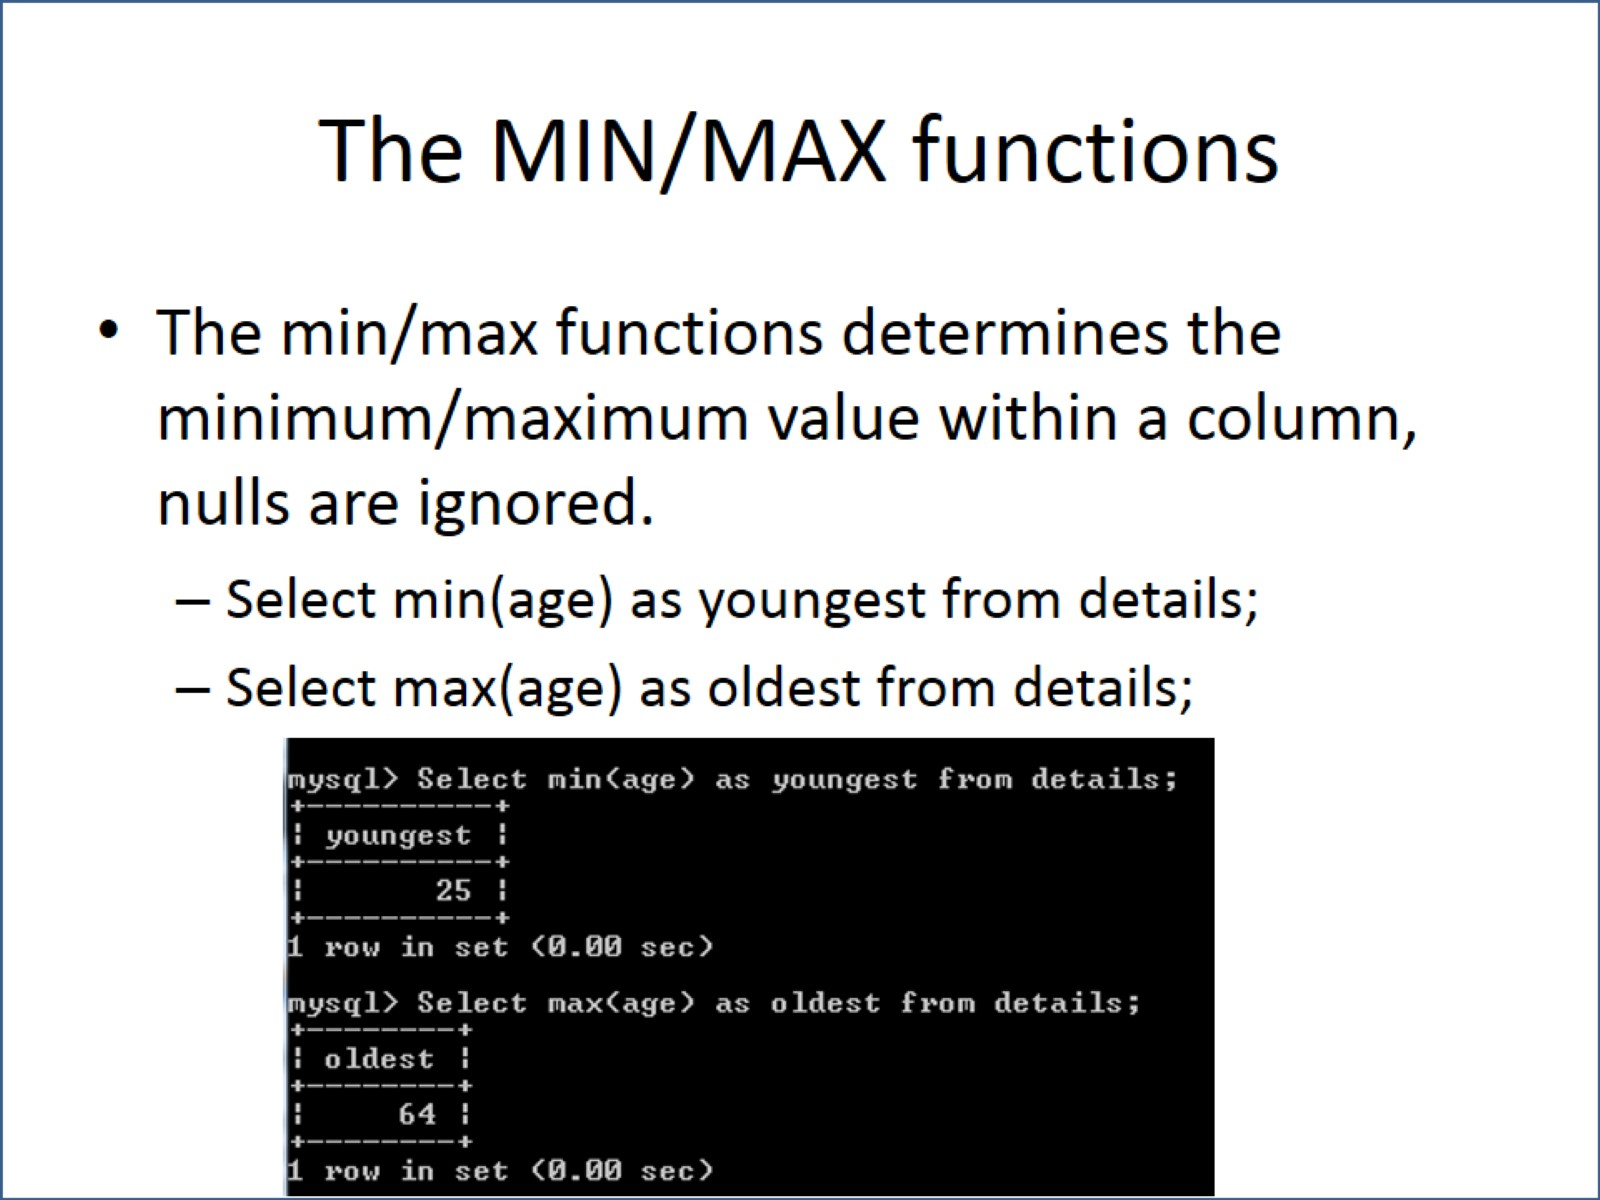 The MIN/MAX functions
• The min/max functions determines the
minimum/maximum value within a column,
nulls are ignored.
– Select min(age) as youngest from details;
– Select max(age) as oldest from details;
mysql> Select min(age) as youngest from details;
+----------+
| youngest |
+----------+
|       25 |
+----------+
1 row in set (0.00 sec)
mysql> Select max(age) as oldest from details;
+--------+
| oldest |
+--------+
|     64 |
+--------+
1 row in set (0.00 sec)